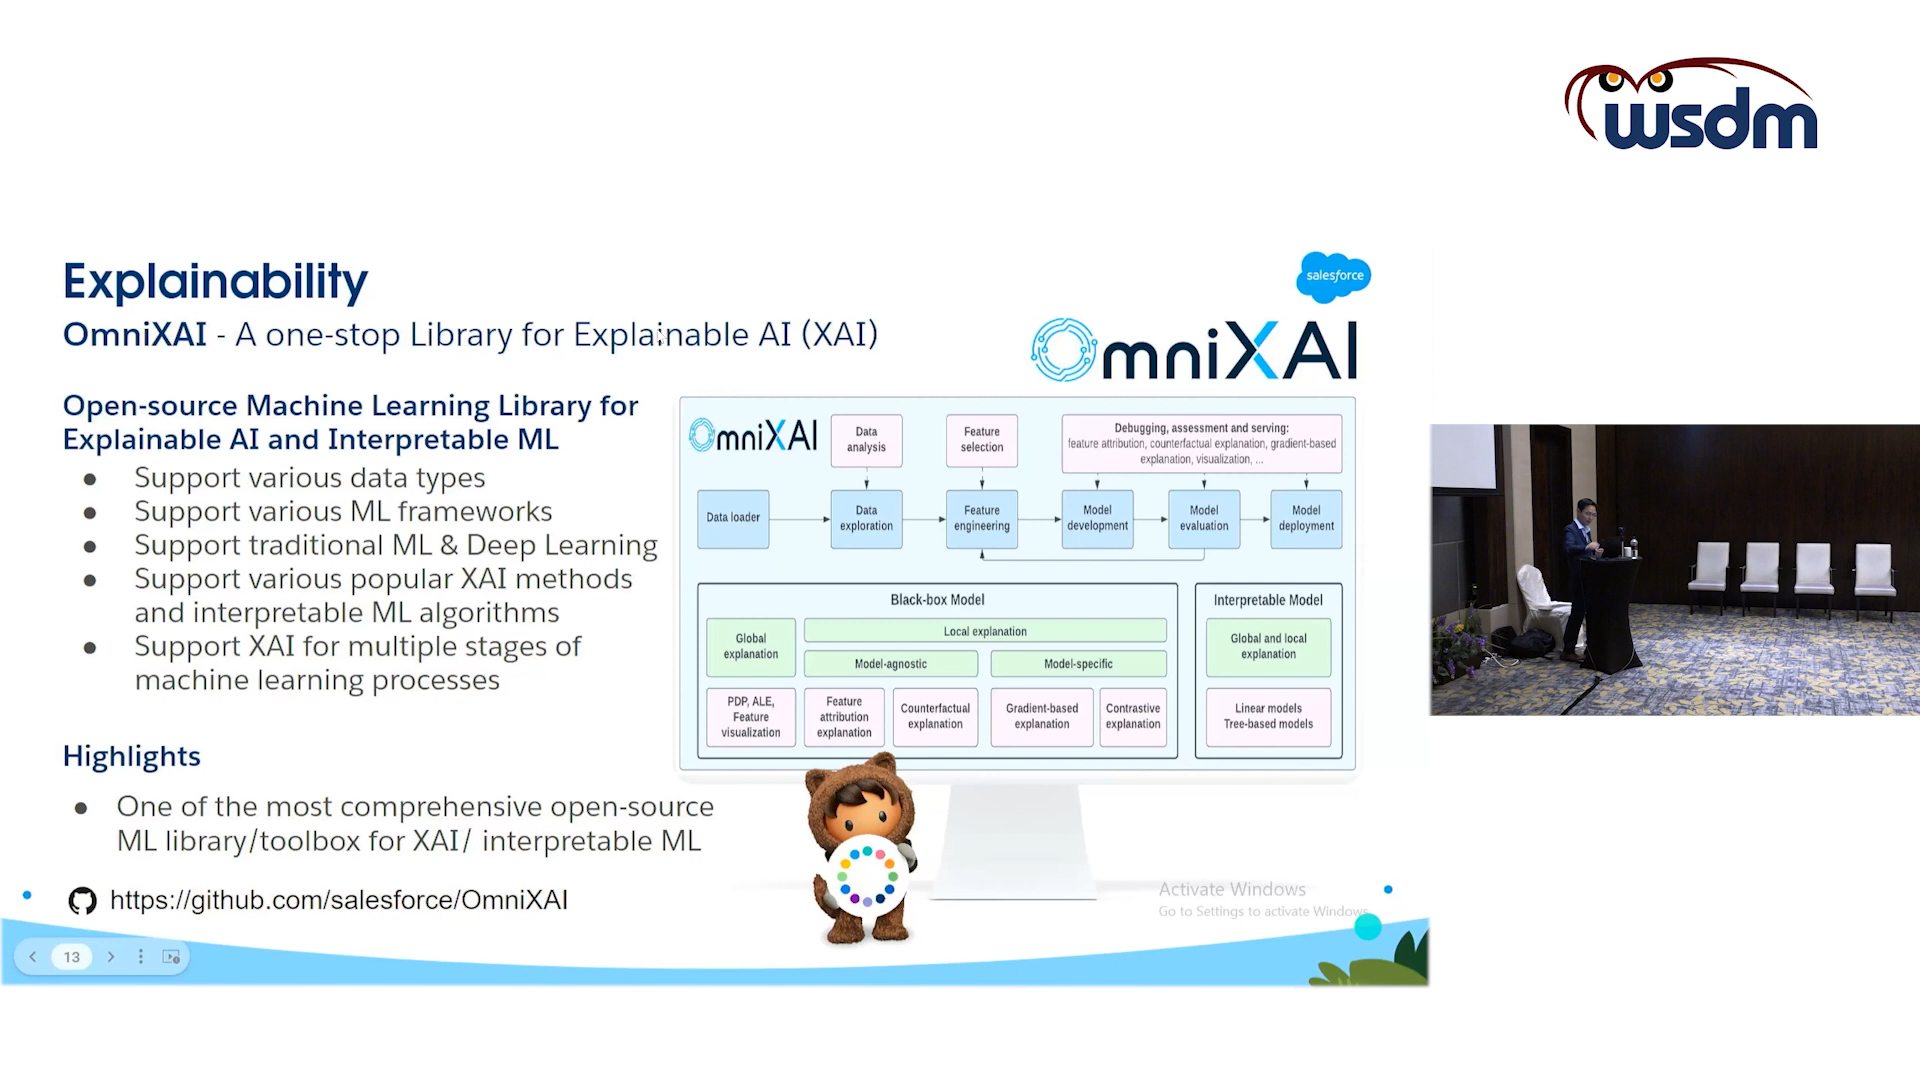 wsdm
Explainability
salesforce
OmniXAI - A one-stop Library for Explainable AI (XAI)
OmniXAI
Open-source Machine Learning Library for
Explainable AI and Interpretable ML
● Support various data types
● Support various ML frameworks
● Support traditional ML & Deep Learning
● Support various popular XAI methods
and interpretable ML algorithms
● Support XAI for multiple stages of
machine learning processes
Highlights
● One of the most comprehensive open-source
ML library/toolbox for XAI/ interpretable ML
https://github.com/salesforce/OmniXAI
13
OmniXAI
Data
analysis
Feature
selection
Debugging, assessment and serving:
feature attribution, counterfactual explanation, gradient-based
explanation, visualization, ...
Data loader
Data
exploration
Feature
engineering
Model
development
Model
evaluation
Model
deployment
Black-box Model
Global
explanation
Local explanation
Model-agnostic
Model-specific
PDP, ALE,
Feature
visualization
Feature
attribution
explanation
Counterfactual
explanation
Gradient-based
explanation
Contrastive
explanation
Interpretable Model
Global and local
explanation
Linear models
Tree-based models
Activate Windows
Go to Settings to activate Windows.